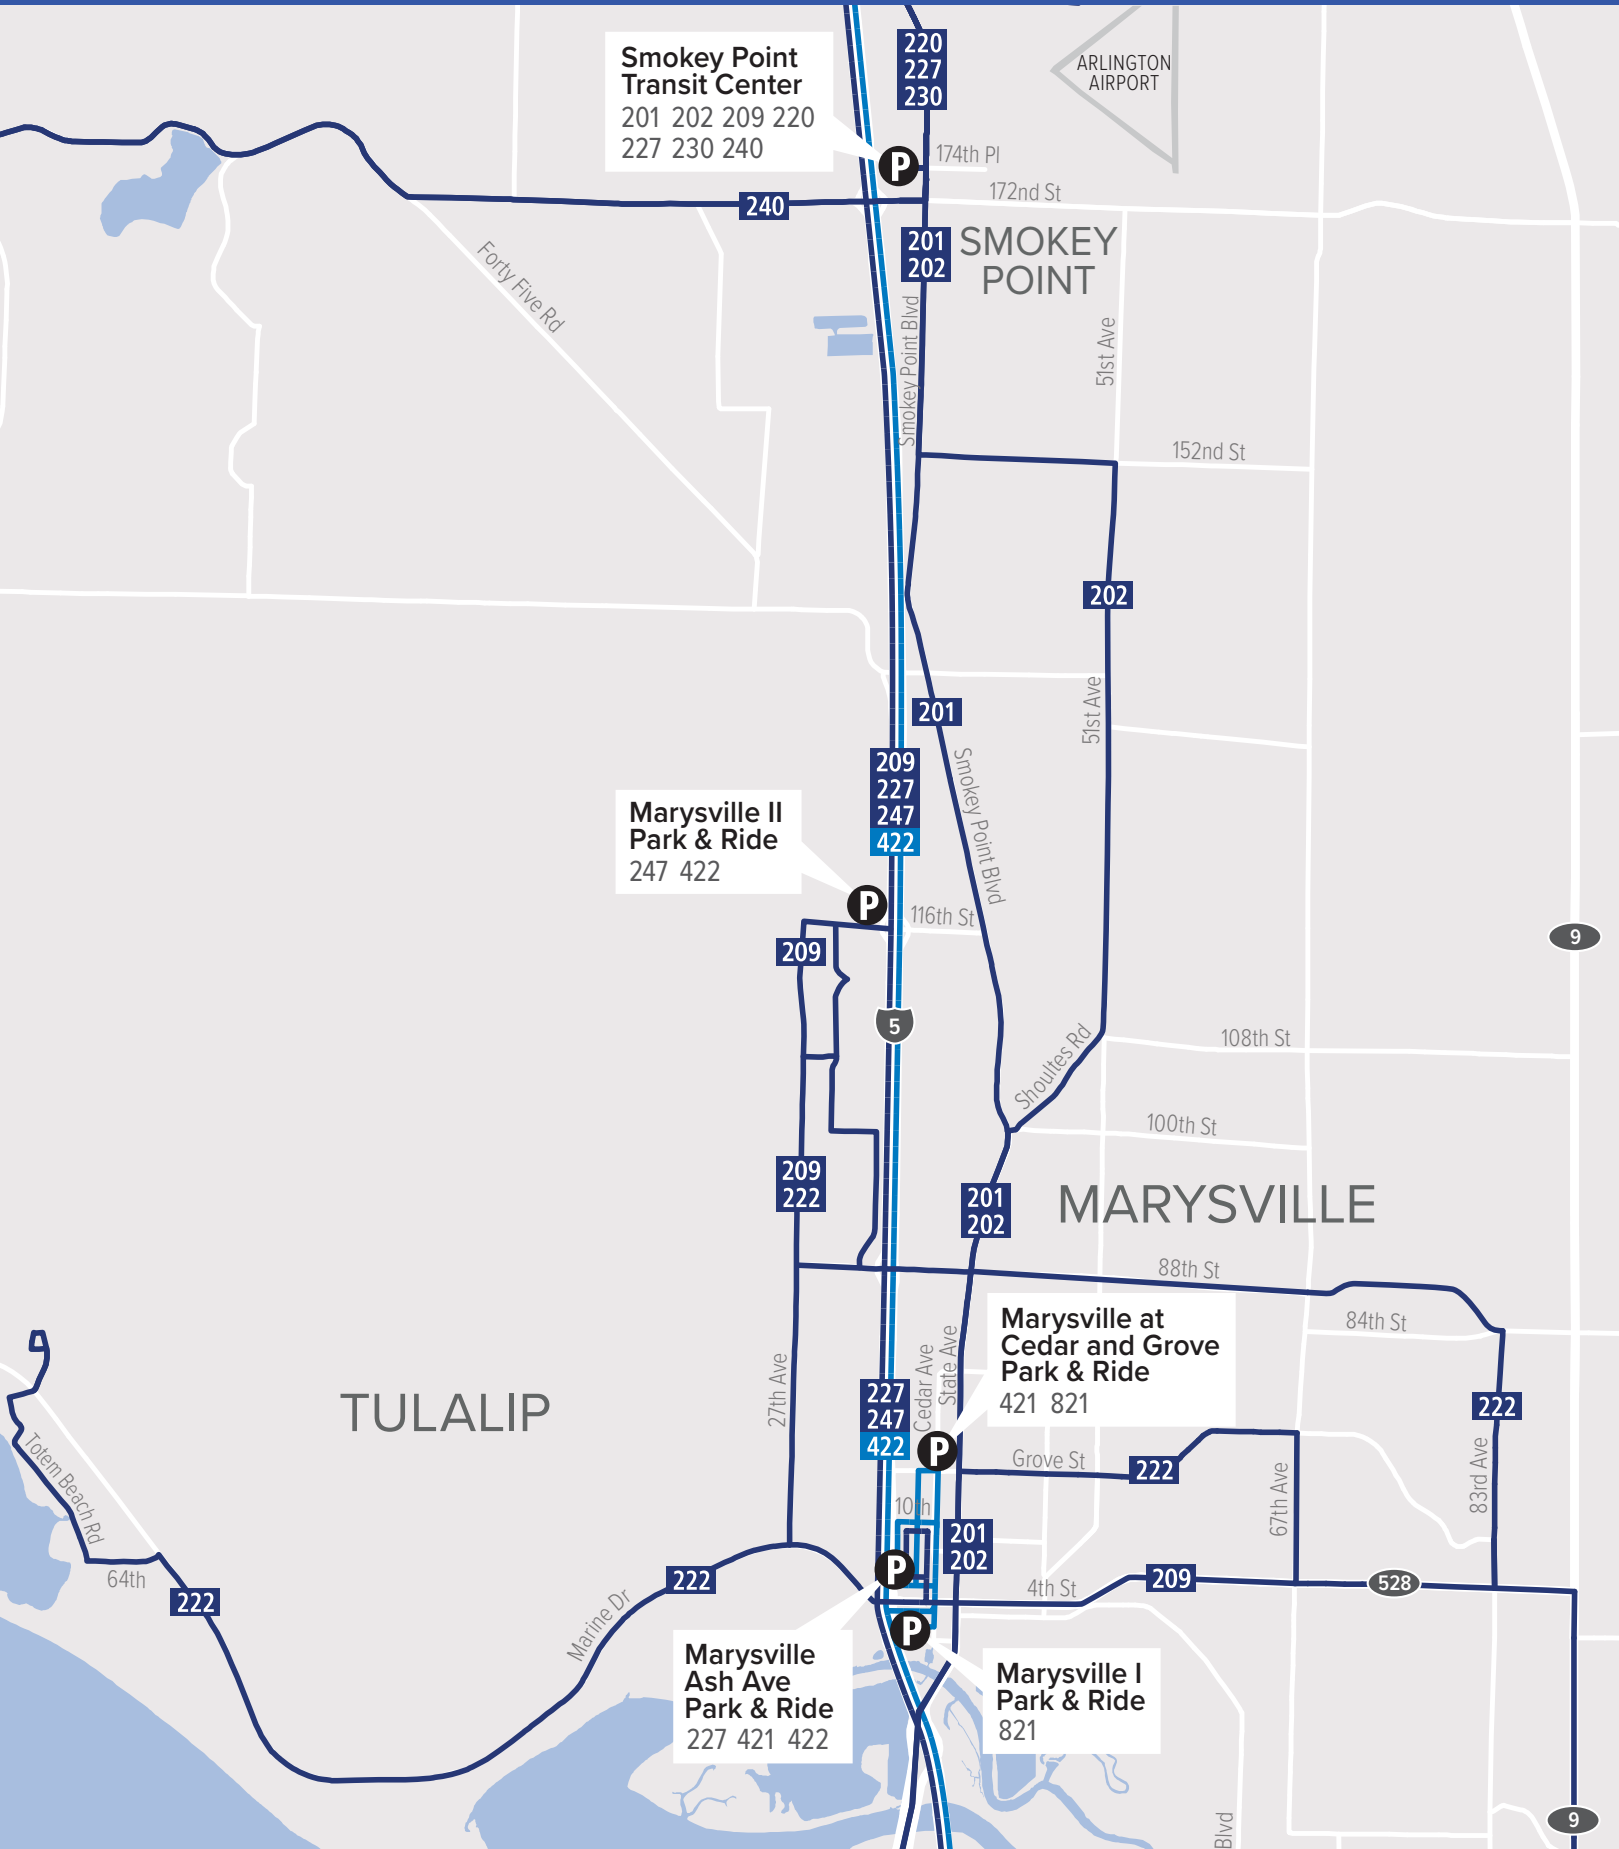 Smokey Point
Transit Center
201 202 209 220
227 230 240
220
227
230
ARLINGTON
AIRPORT
P
174th Pl
172nd St
240
201
202
SMOKEY
POINT
Forty Five Rd
Smokey Point Blvd
51st Ave
152nd St
202
201
51st Ave
209
227
247
422
Smokey Point Blvd
Marysville II
Park & Ride
247 422
P
116th St
209
9
5
108th St
Shoultes Rd
100th St
209
222
201
202
MARYSVILLE
88th St
84th St
Marysville at
Cedar and Grove
Park & Ride
421 821
27th Ave
Cedar Ave
State Ave
TULALIP
227
247
422
222
P
Grove St
222
Totem Beach Rd
67th Ave
83rd Ave
10th
201
202
P
64th
222
222
4th St
209
528
Marine Dr
P
Marysville
Ash Ave
Park & Ride
227 421 422
Marysville I
Park & Ride
821
Blvd
9